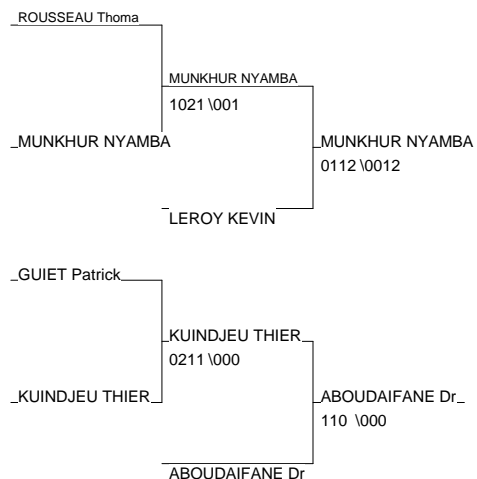 ROUSSEAU Thoma
MUNKHUR NYAMBA
1021 \001
MUNKHUR NYAMBA
MUNKHUR NYAMBA
0112 \0012
LEROY KEVIN
GUIET Patrick
KUINDJEU THIER
0211 \000
KUINDJEU THIER
ABOUDAIFANE Dr
110 \000
ABOUDAIFANE Dr